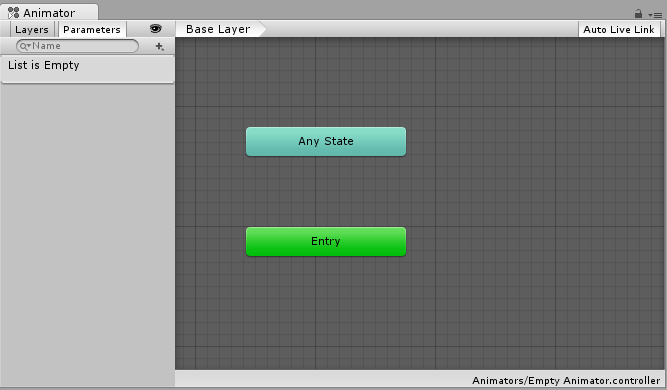 Animator
Layers Parameters
Base Layer
Auto Live Link
Name
List is Empty
Any State
Entry
Animators/Empty Animator.controller